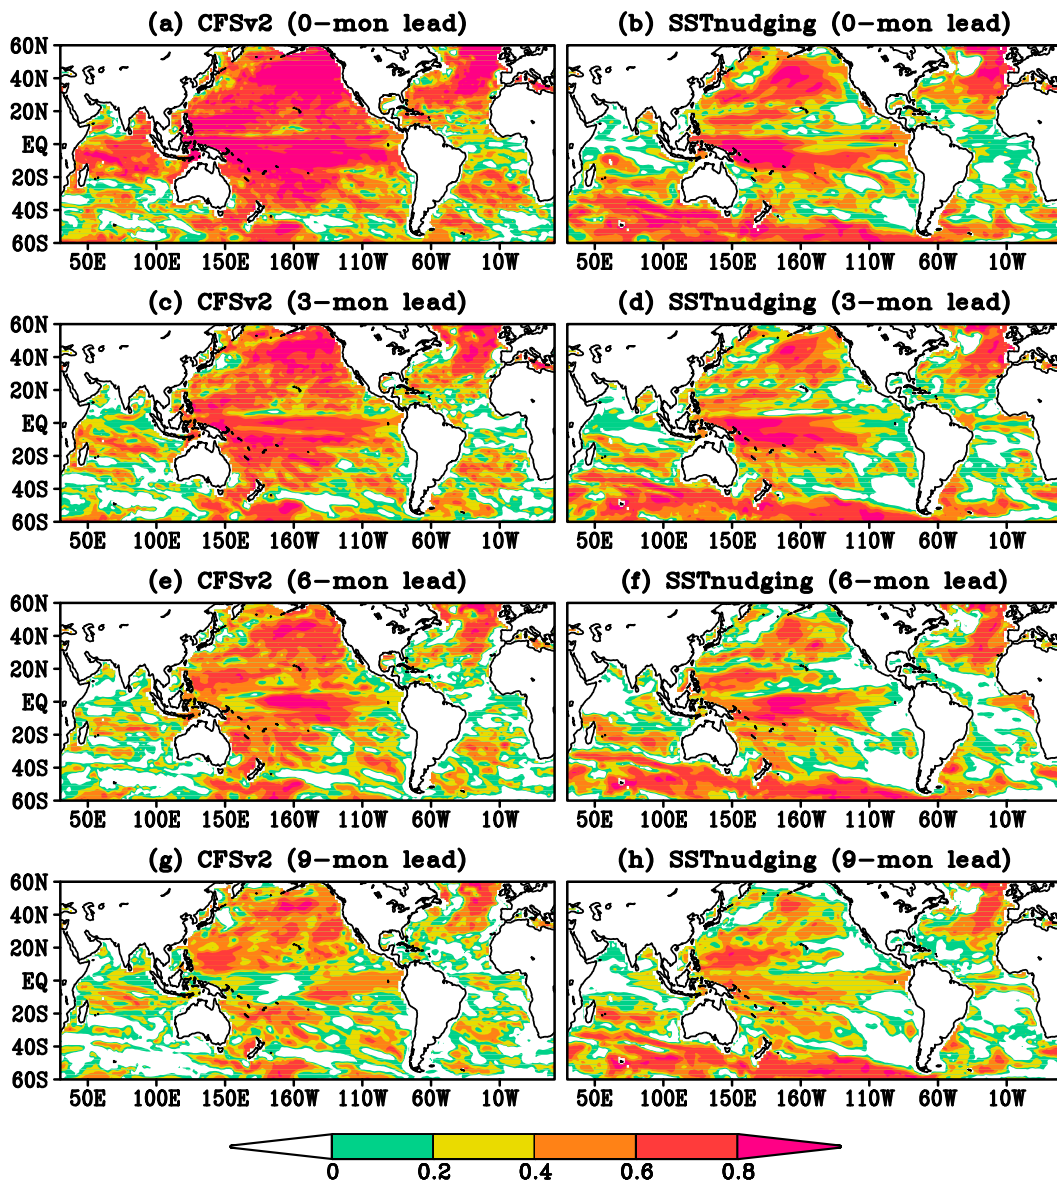 (a) CFSv2 (0-mon lead)
(b) SSTnudging (0-mon lead)
60N
40N
20N
EQ
20S
40S
60S
50E 100E 150E 160W 110W 60W 10W
50E 100E 150E 160W 110W 60W 10W
(c) CFSv2 (3-mon lead)
(d) SSTnudging (3-mon lead)
60N
40N
20N
EQ
20S
40S
60S
50E 100E 150E 160W 110W 60W 10W
50E 100E 150E 160W 110W 60W 10W
(e) CFSv2 (6-mon lead)
(f) SSTnudging (6-mon lead)
60N
40N
20N
EQ
20S
40S
60S
50E 100E 150E 160W 110W 60W 10W
50E 100E 150E 160W 110W 60W 10W
(g) CFSv2 (9-mon lead)
(h) SSTnudging (9-mon lead)
60N
40N
20N
EQ
20S
40S
60S
50E 100E 150E 160W 110W 60W 10W
50E 100E 150E 160W 110W 60W 10W
0 0.2 0.4 0.6 0.8